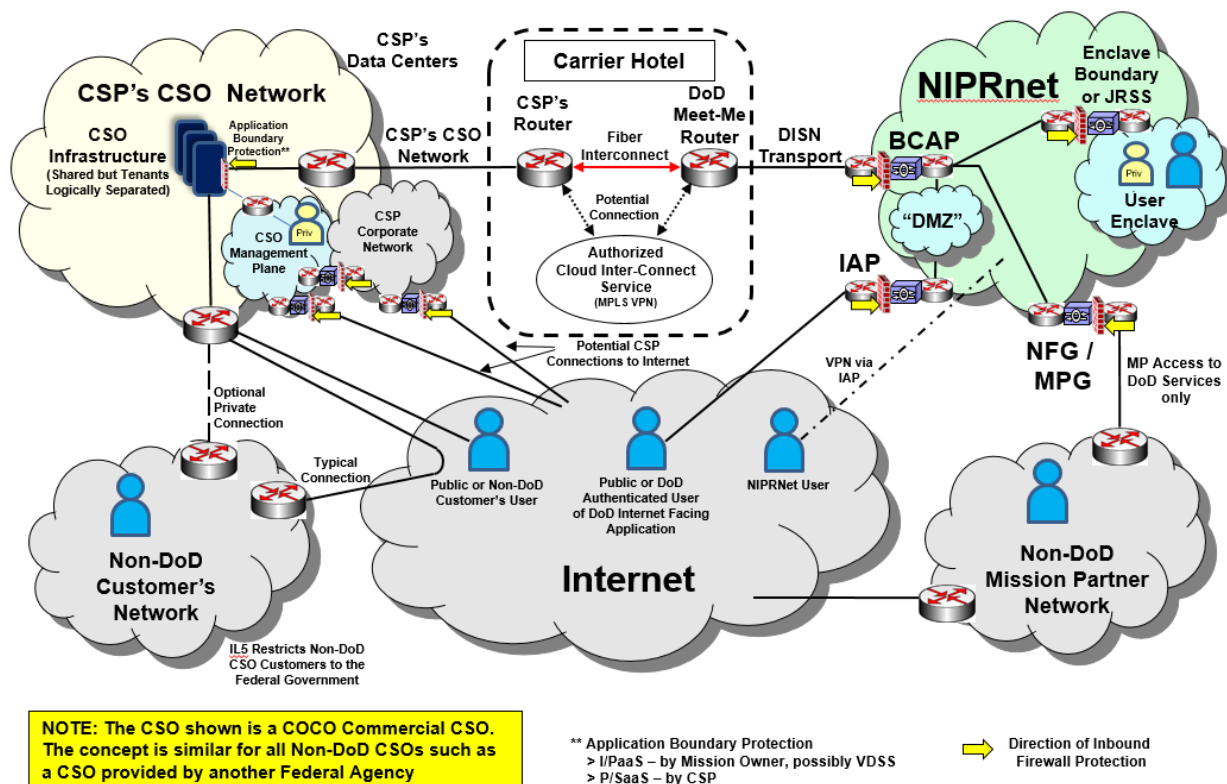 CSP's
Data Centers
CSP's CSO Network
CSO
Infrastructure
(Shared but Tenants
Logically Separated)
Application
Boundary
Protection**
CSP's CSO
Network
Priv
CSO
Management
Plane
CSP
Corporate
Network
Carrier Hotel
CSP's
Router
DoD
Meet-Me
Router
Fiber
Interconnect
Potential
Connection
Authorized
Cloud Inter-Connect
Service
(MPLS VPN)
DISN
Transport
NIPRnet
Enclave
Boundary
or JRSS
BCAP
Priv
User
Enclave
"DMZ"
IAP
NFG /
MPG
VPN via
IAP
MP Access to
DoD Services
only
Potential CSP
Connections to Internet
Optional
Private
Connection
Typical
Connection
Public or Non-DoD
Customer's User
Public or DoD
Authenticated User
of DoD Internet Facing
Application
NIPRNet User
Internet
Non-DoD
Customer's
Network
Non-DoD
Mission Partner
Network
IL5 Restricts Non-DoD
CSO Customers to the
Federal Government
NOTE: The CSO shown is a COCO Commercial CSO.
The concept is similar for all Non-DoD CSOs such as
a CSO provided by another Federal Agency
** Application Boundary Protection
> I/PaaS – by Mission Owner, possibly VDSS
> P/SaaS – by CSP
Direction of Inbound
Firewall Protection